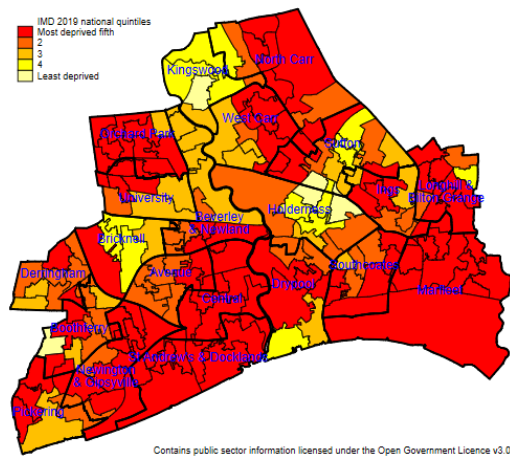 IMD 2019 national quintiles
Most deprived fifth
2
3
4
Least deprived
North Carr
Kingswood
West Carr
Orchard Park
Sutton
Ings
Longhill &
Bilton Grange
University
Holderness
Beverley
& Newland
Bricknell
Derringham
Avenue
Southcoates
Central
Drypool
Marfleet
Boothferry
St Andrew's & Docklands
Newington
& Gipsyville
Pickering
Contains public sector information licensed under the Open Government Licence v3.0